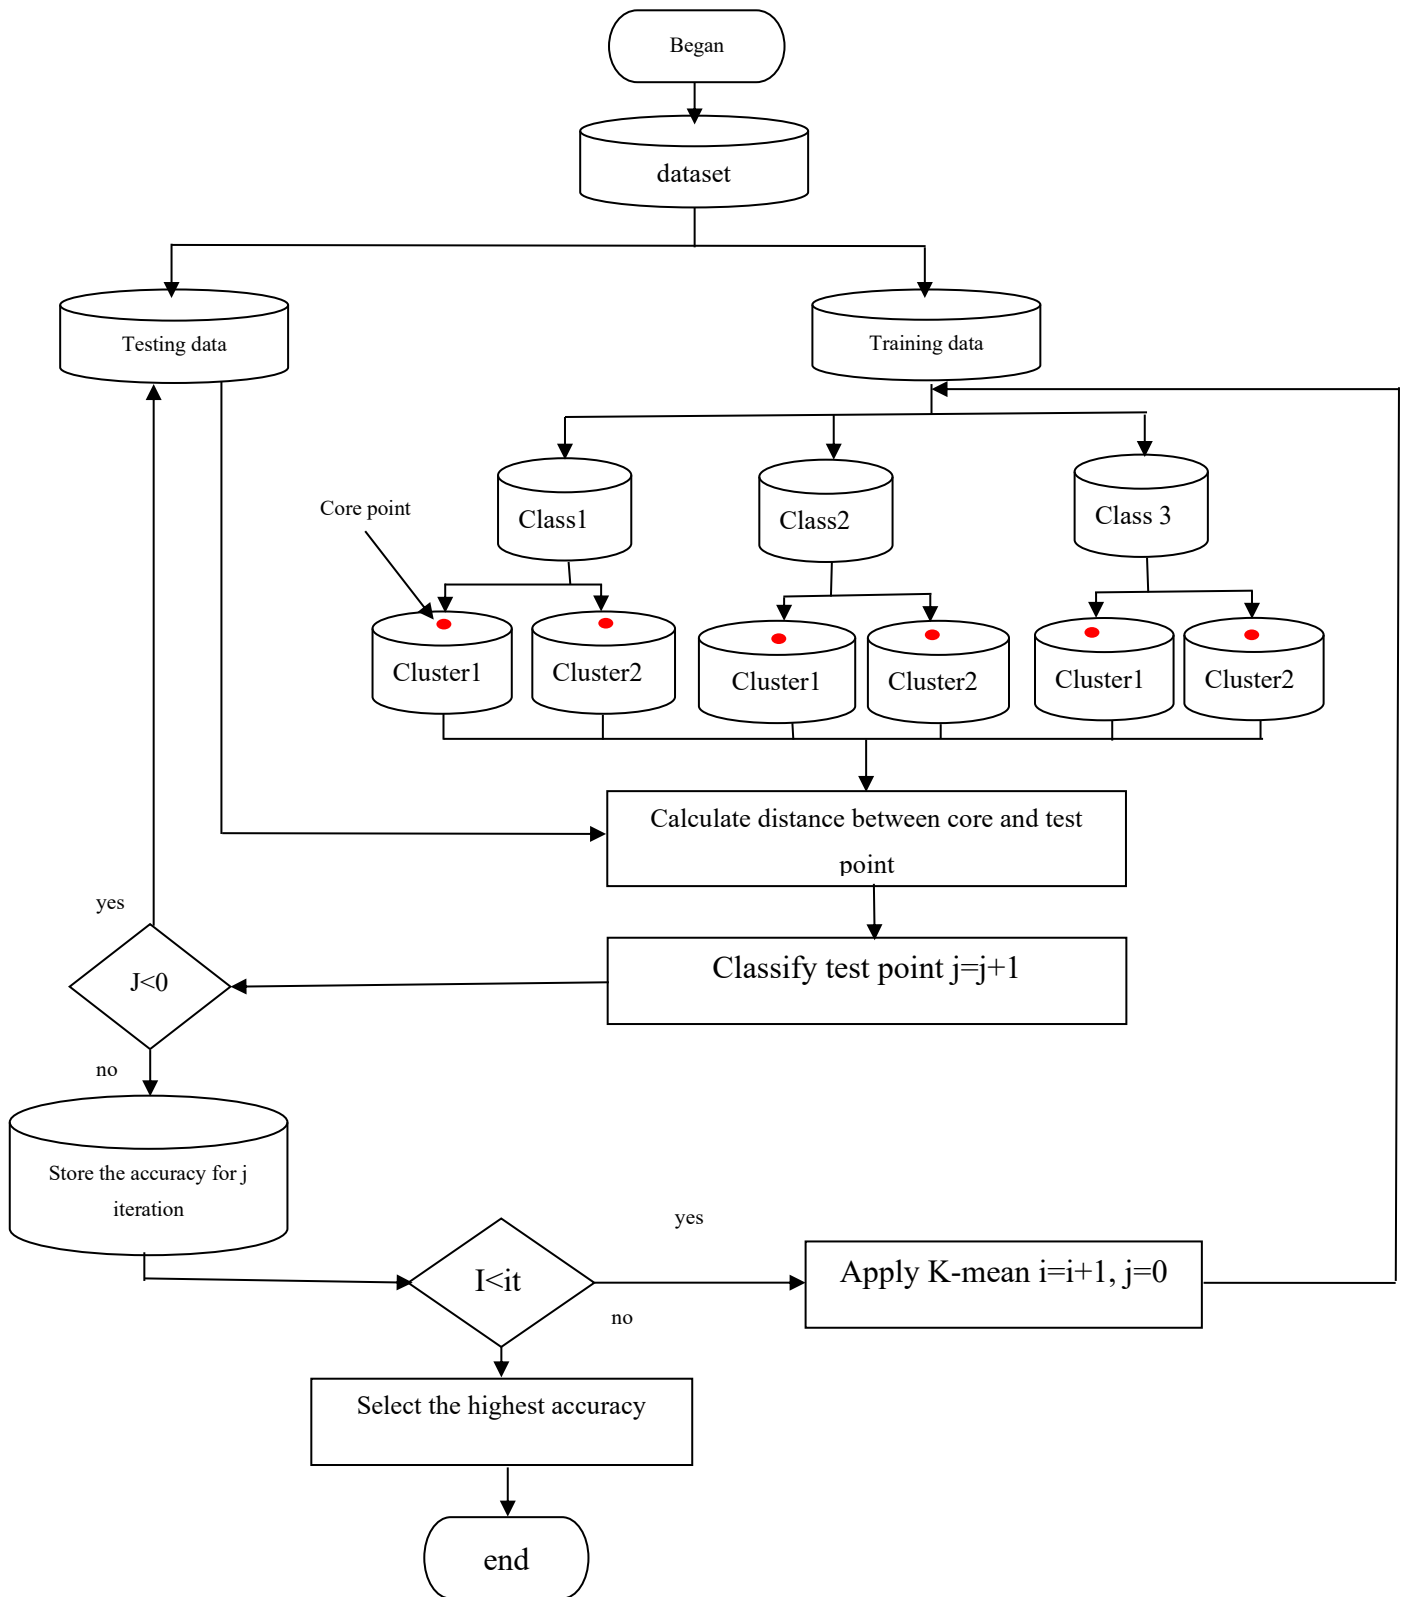 Began
dataset
Testing data
Training data
Core point
Class1
Class2
Class 3
Cluster1
Cluster2
Cluster1
Cluster2
Cluster1
Cluster2
Calculate distance between core and test
point
yes
J<0
Classify test point j=j+1
no
Store the accuracy for j
iteration
yes
I<it
Apply K-mean i=i+1, j=0
no
Select the highest accuracy
end